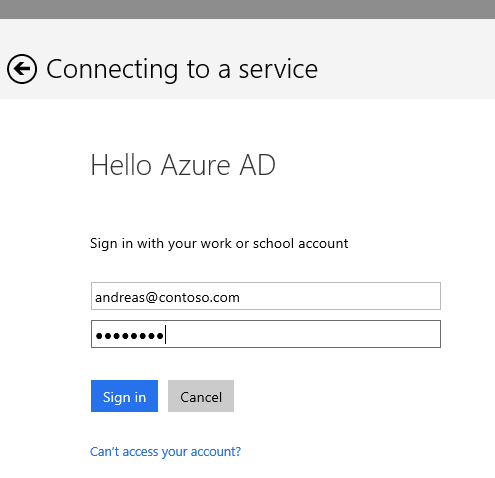 Connecting to a service
Hello Azure AD
Sign in with your work or school account
andreas@contoso.com
●●●●●●●●
Sign in Cancel
Can't access your account?